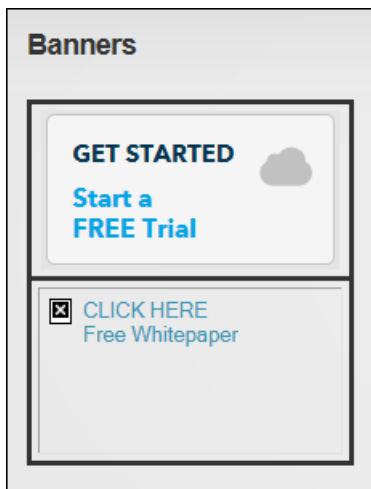 Banners
GET STARTED
Start a
FREE Trial
CLICK HERE
Free Whitepaper